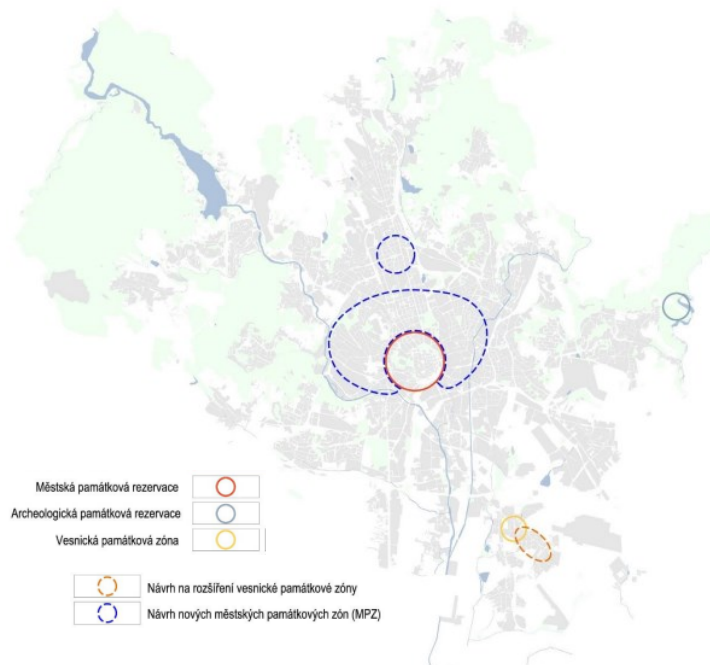 Městská památková rezervace
Archeologická památková rezervace
Vesnická památková zóna
Návrh na rozšíření vesnické památkové zóny
Návrh nových městských památkových zón (MPZ)